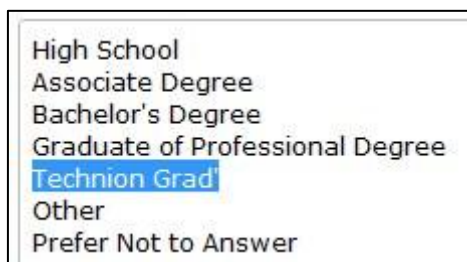 High School
Associate Degree
Bachelor's Degree
Graduate of Professional Degree
Technion Grad'
Other
Prefer Not to Answer